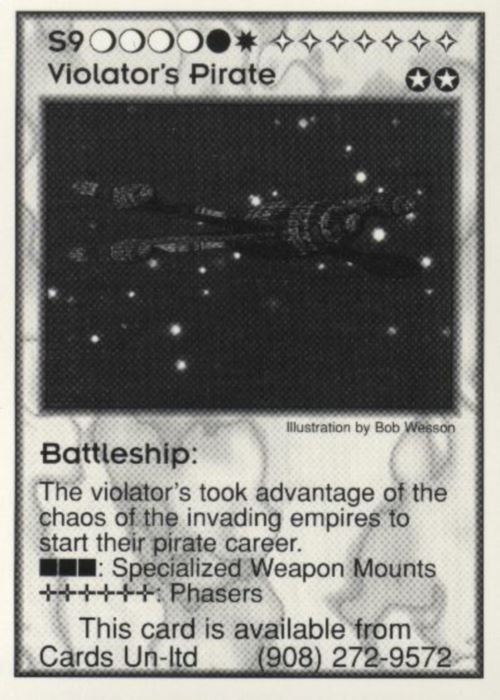 S9
Violator's Pirate
Illustration by Bob Wesson
Battleship:
The violator's took advantage of the
chaos of the invading empires to
start their pirate career.
: Specialized Weapon Mounts
: Phasers
This card is available from
Cards Un-ltd (908) 272-9572